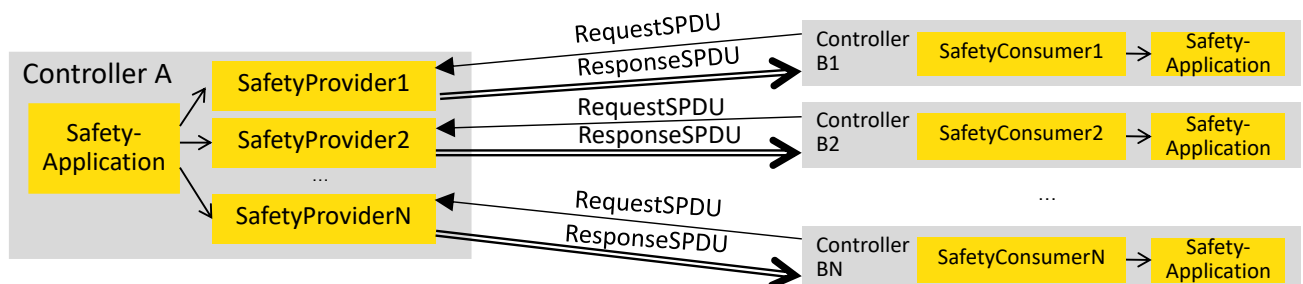 Controller A
Safety-
Application
SafetyProvider1
SafetyProvider2
...
SafetyProviderN
RequestSPDU
ResponseSPDU
RequestSPDU
ResponseSPDU
RequestSPDU
ResponseSPDU
Controller
B1
SafetyConsumer1
Safety-
Application
Controller
B2
SafetyConsumer2
Safety-
Application
...
Controller
BN
SafetyConsumerN
Safety-
Application